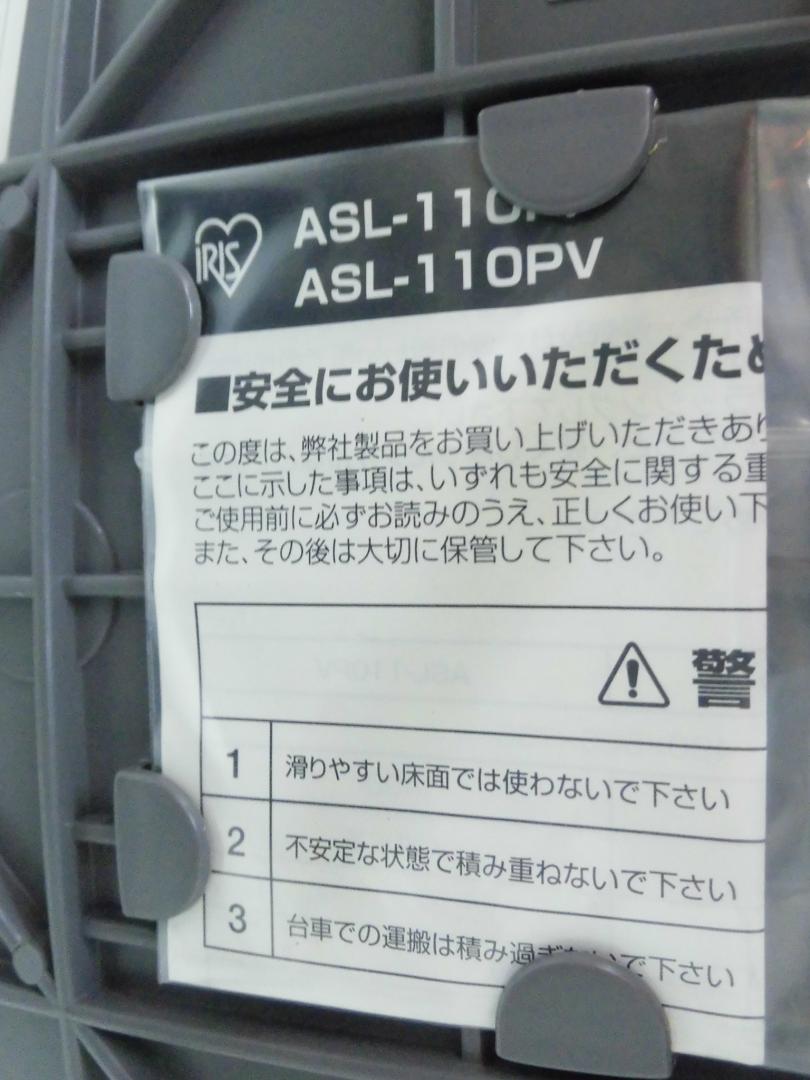 IRIS
ASL-110
ASL-110PV
■安全にお使いいただくため
この度は、弊社製品をお買い上げいただきあり
ここに示した事項は、いずれも安全に関する重
ご使用前に必ずお読みのうえ、正しくお使い下
また、その後は大切に保管して下さい。
警
1 滑りやすい床面では使わないで下さい
2 不安定な状態で積み重ねないで下さい
3 台車での運搬は積み過ぎないで下さい